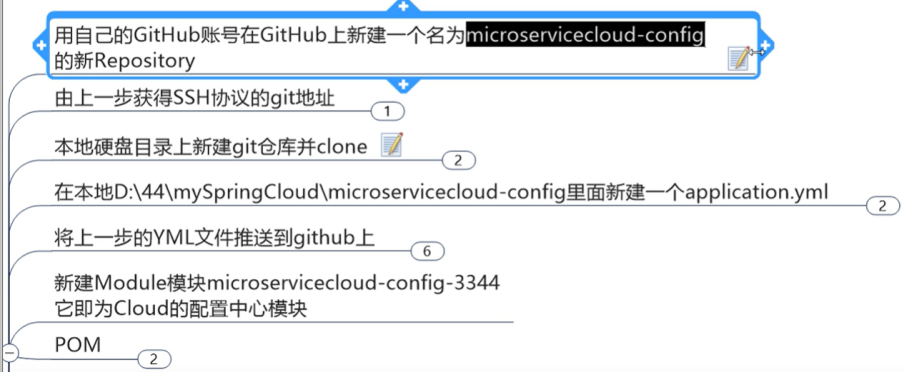 用自己的GitHub账号在GitHub上新建一个名为microservicecloud-config
的新Repository
由上一步获得SSH协议的git地址
1
本地硬盘目录上新建git仓库并clone
2
在本地D:\44\mySpringCloud\microservicecloud-config里面新建一个application.yml
2
将上一步的YML文件推送到github上
6
新建Module模块microservicecloud-config-3344
它即为Cloud的配置中心模块
POM
2